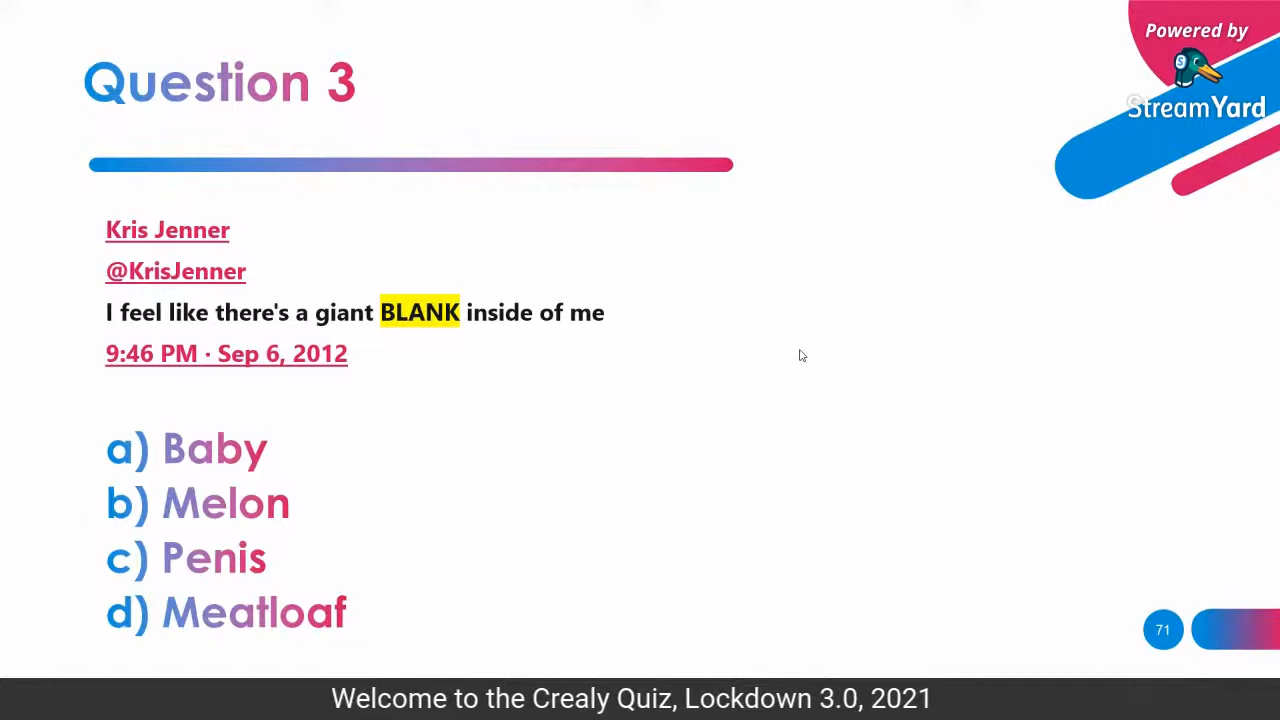 Question 3
Powered by
S
StreamYard
Kris Jenner
@KrisJenner
I feel like there's a giant BLANK inside of me
9:46 PM · Sep 6, 2012
a) Baby
b) Melon
c) Penis
d) Meatloaf
71
Welcome to the Crealy Quiz, Lockdown 3.0, 2021